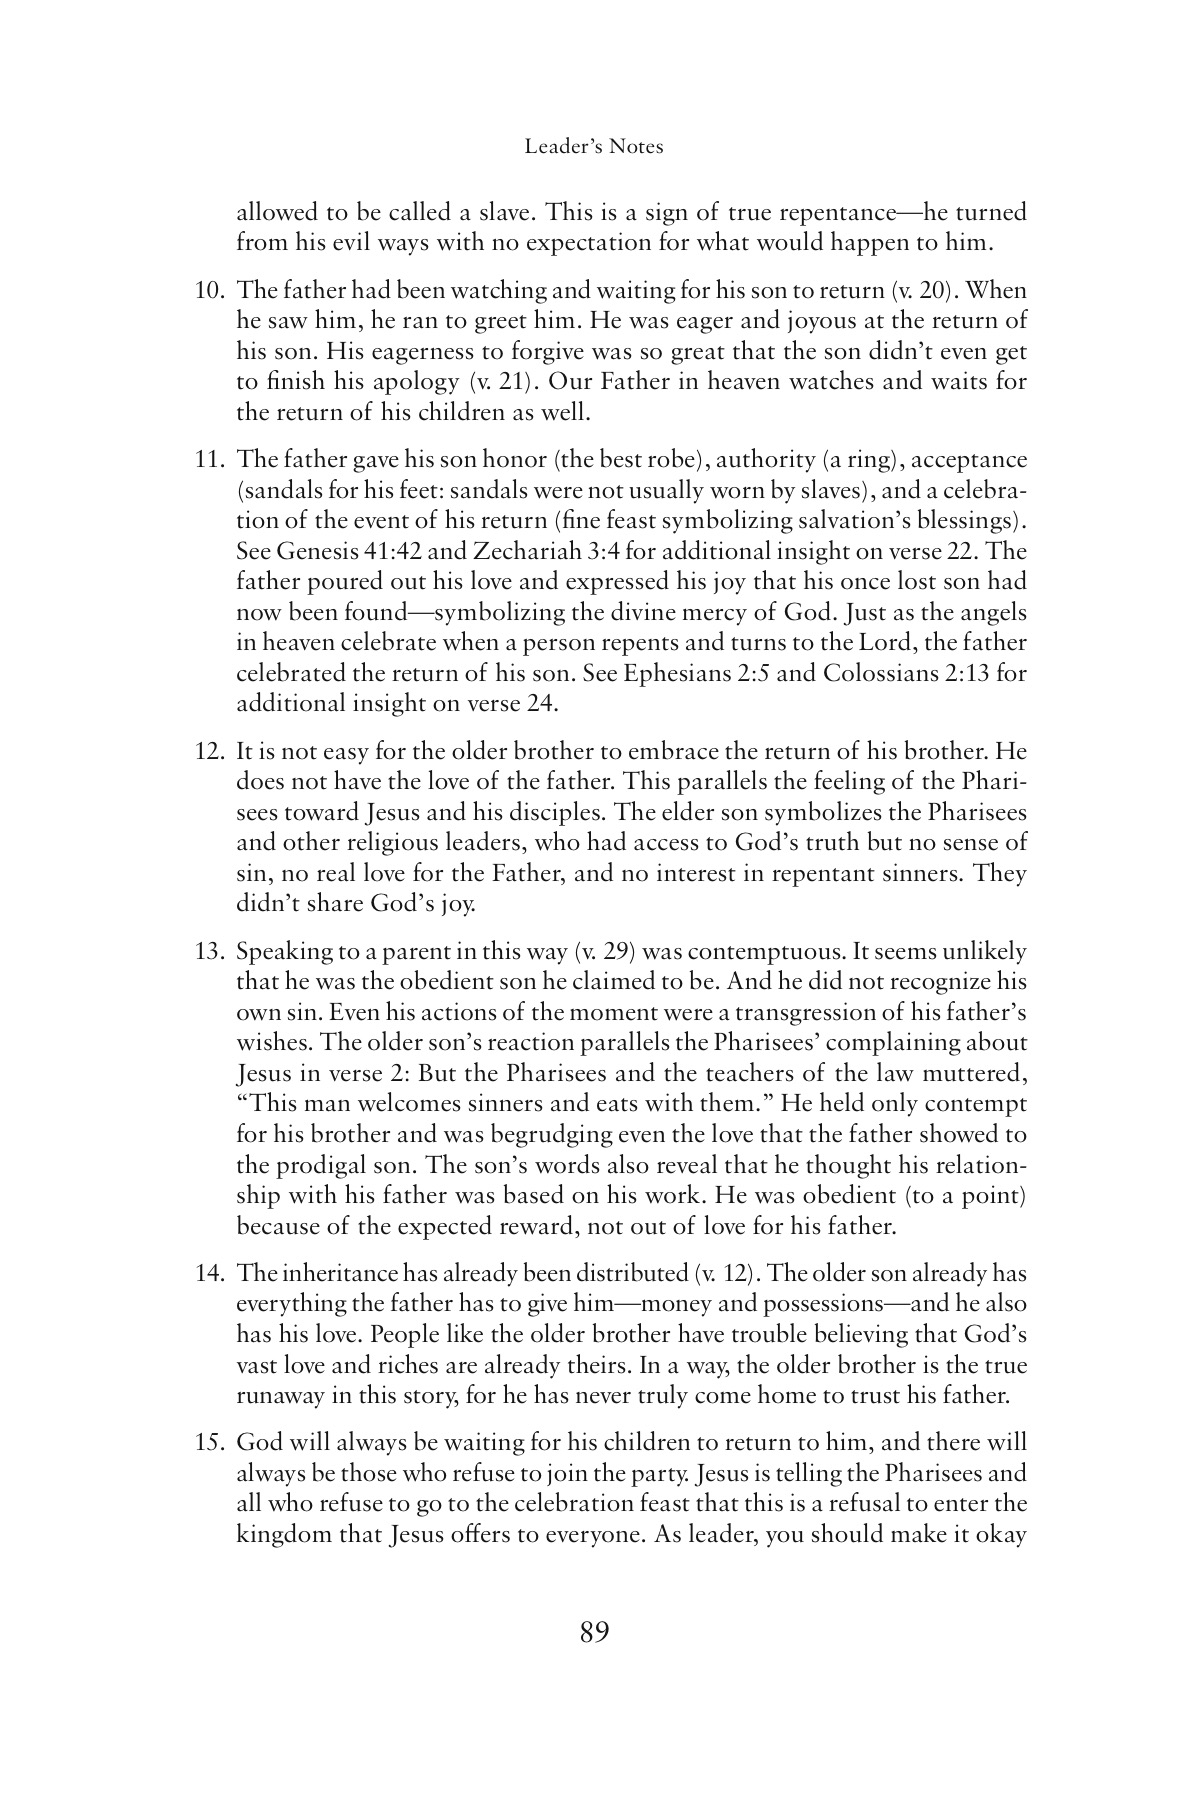 Leader’s Notes
allowed to be called a slave. This is a sign of true repentance—he turned
from his evil ways with no expectation for what would happen to him.
10. The father had been watching and waiting for his son to return (v. 20). When
he saw him, he ran to greet him. He was eager and joyous at the return of
his son. His eagerness to forgive was so great that the son didn’t even get
to finish his apology (v. 21). Our Father in heaven watches and waits for
the return of his children as well.
11. The father gave his son honor (the best robe), authority (a ring), acceptance
(sandals for his feet: sandals were not usually worn by slaves), and a celebra-
tion of the event of his return (fine feast symbolizing salvation’s blessings).
See Genesis 41:42 and Zechariah 3:4 for additional insight on verse 22. The
father poured out his love and expressed his joy that his once lost son had
now been found—symbolizing the divine mercy of God. Just as the angels
in heaven celebrate when a person repents and turns to the Lord, the father
celebrated the return of his son. See Ephesians 2:5 and Colossians 2:13 for
additional insight on verse 24.
12. It is not easy for the older brother to embrace the return of his brother. He
does not have the love of the father. This parallels the feeling of the Phari-
sees toward Jesus and his disciples. The elder son symbolizes the Pharisees
and other religious leaders, who had access to God’s truth but no sense of
sin, no real love for the Father, and no interest in repentant sinners. They
didn’t share God’s joy.
13. Speaking to a parent in this way (v. 29) was contemptuous. It seems unlikely
that he was the obedient son he claimed to be. And he did not recognize his
own sin. Even his actions of the moment were a transgression of his father’s
wishes. The older son’s reaction parallels the Pharisees’ complaining about
Jesus in verse 2: But the Pharisees and the teachers of the law muttered,
“This man welcomes sinners and eats with them.” He held only contempt
for his brother and was begrudging even the love that the father showed to
the prodigal son. The son’s words also reveal that he thought his relation-
ship with his father was based on his work. He was obedient (to a point)
because of the expected reward, not out of love for his father.
14. The inheritance has already been distributed (v. 12). The older son already has
everything the father has to give him—money and possessions—and he also
has his love. People like the older brother have trouble believing that God’s
vast love and riches are already theirs. In a way, the older brother is the true
runaway in this story, for he has never truly come home to trust his father.
15. God will always be waiting for his children to return to him, and there will
always be those who refuse to join the party. Jesus is telling the Pharisees and
all who refuse to go to the celebration feast that this is a refusal to enter the
kingdom that Jesus offers to everyone. As leader, you should make it okay
89